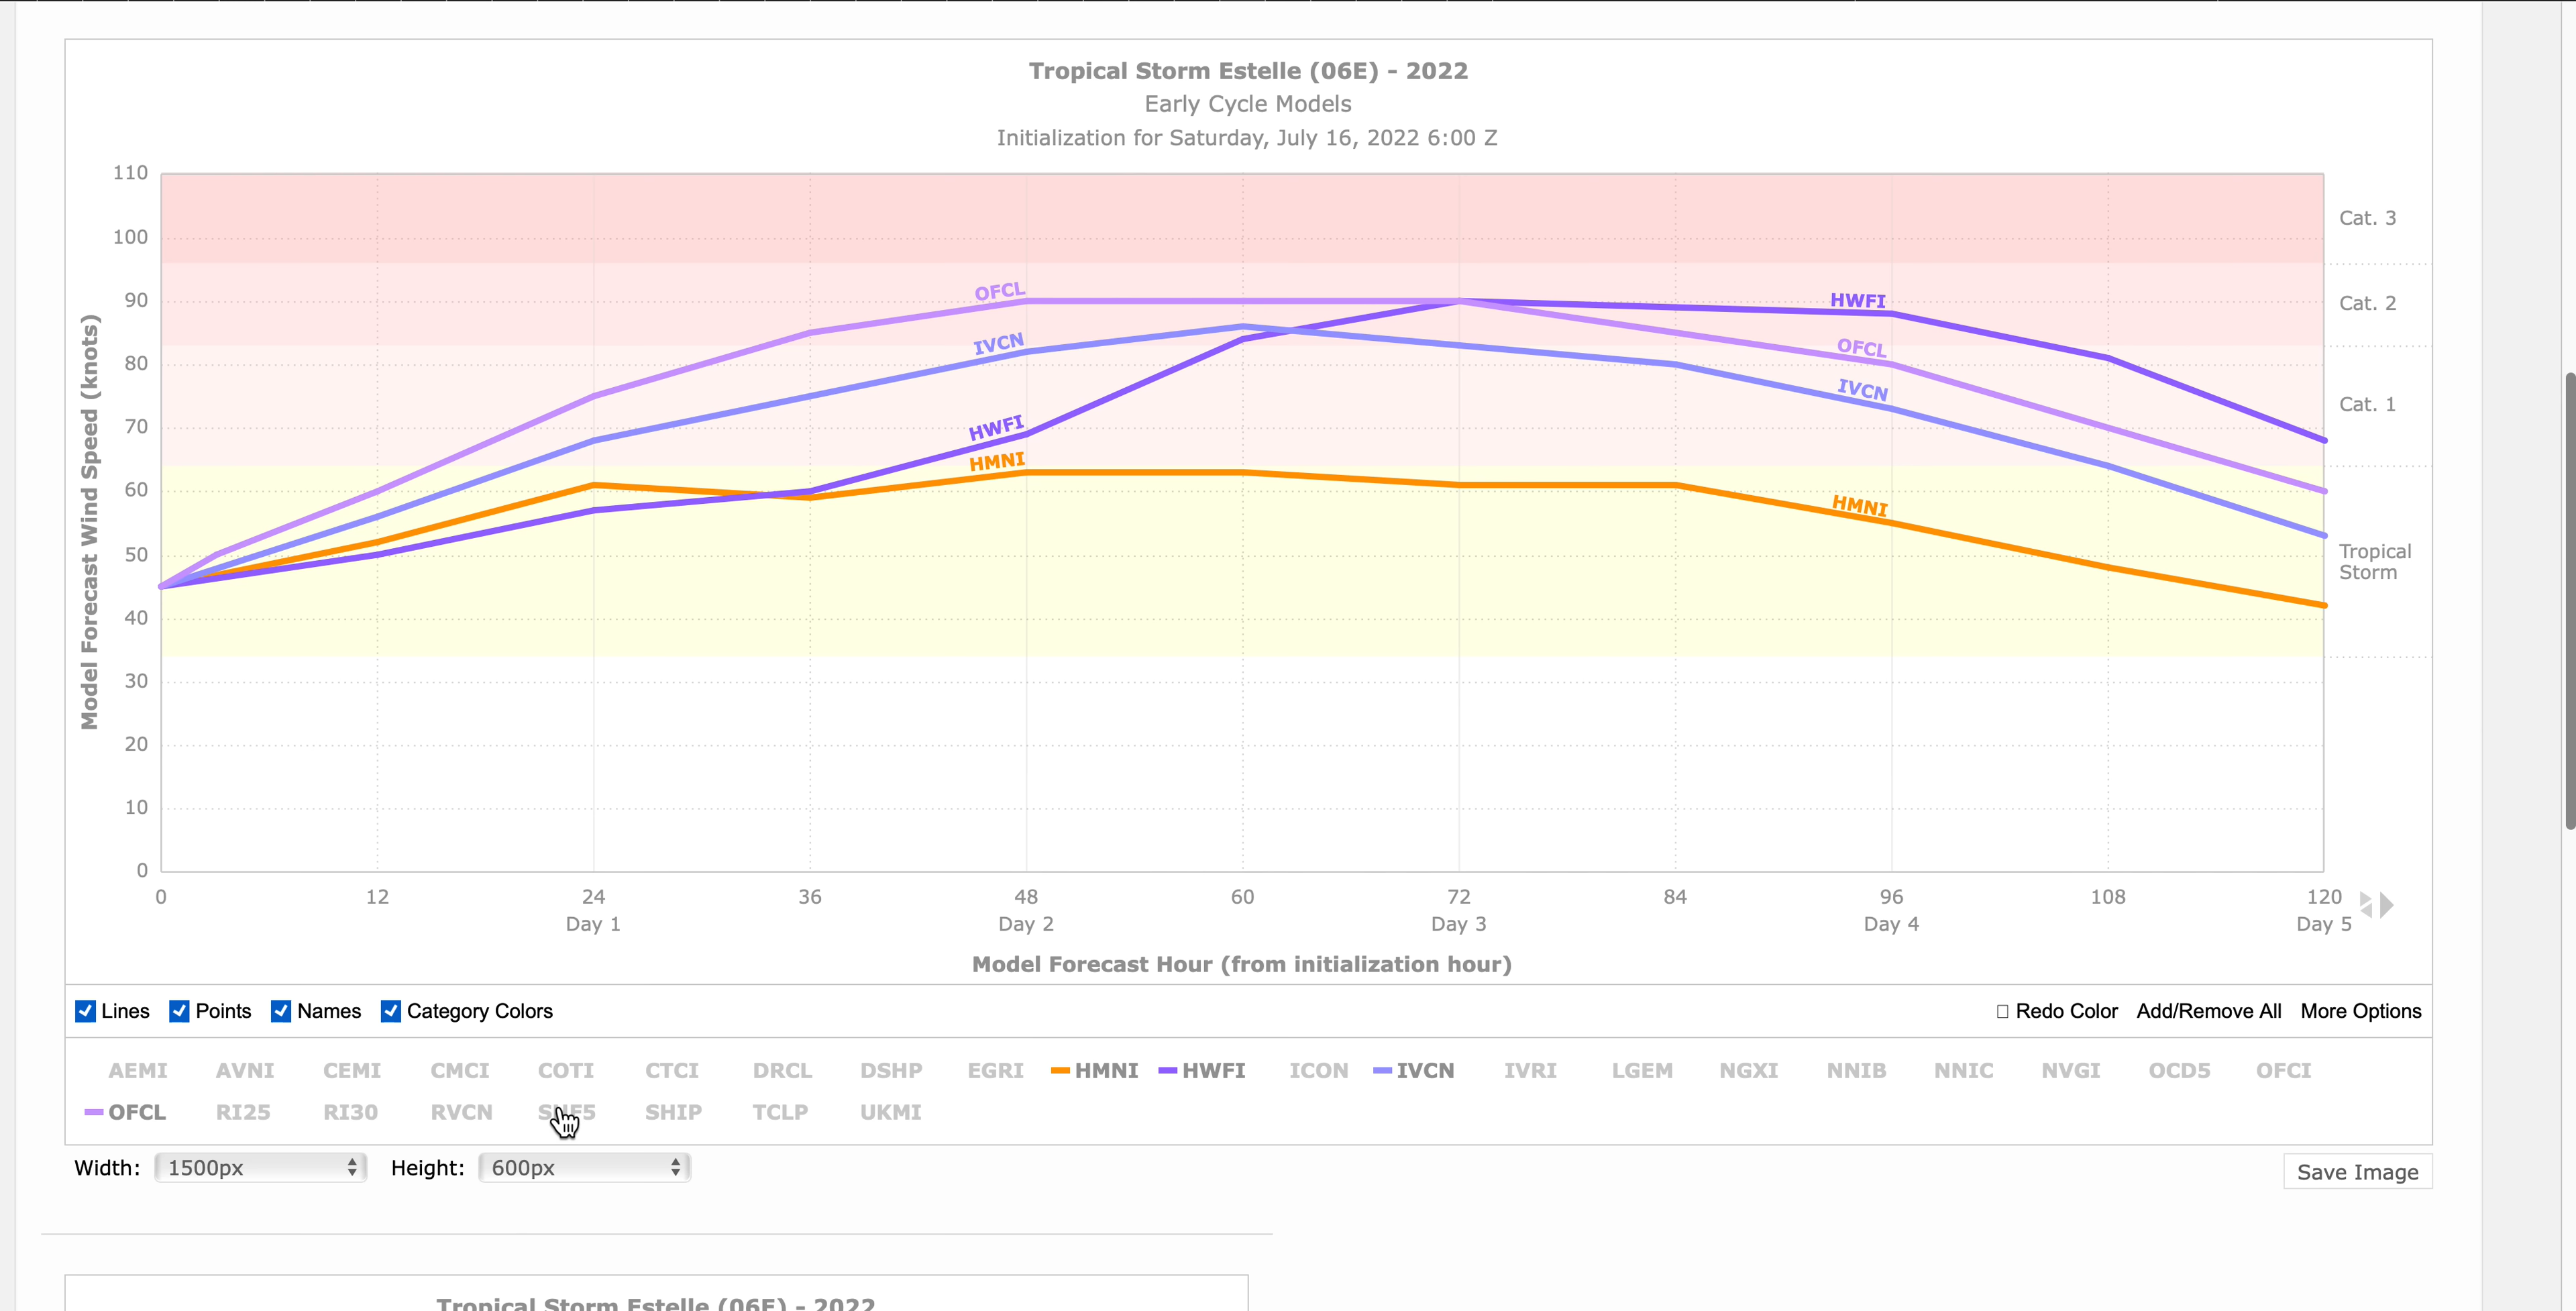 Tropical Storm Estelle (06E) - 2022
Early Cycle Models
Initialization for Saturday, July 16, 2022 6:00 Z
Model Forecast Wind Speed (knots)
110
100
90
80
70
60
50
40
30
20
10
0
Cat. 3
Cat. 2
Cat. 1
Tropical
Storm
OFCL
IVCN
HWFI
HMNI
HWFI
OFCL
IVCN
HMNI
0 12 24 36 48 60 72 84 96 108 120
Day 1 Day 2 Day 3 Day 4 Day 5
Model Forecast Hour (from initialization hour)
Lines Points Names Category Colors Redo Color Add/Remove All More Options
AEMI AVNI CEMI CMCI COTI CTCI DRCL DSHP EGRI HMNI HWFI ICON IVCN IVRI LGEM NGXI NNIB NNIC NVGI OCD5 OFCI
OFCL RI25 RI30 RVCN SHIP TCLP UKMI
Width: 1500px Height: 600px Save Image
Tropical Storm Estelle (06E) - 2022